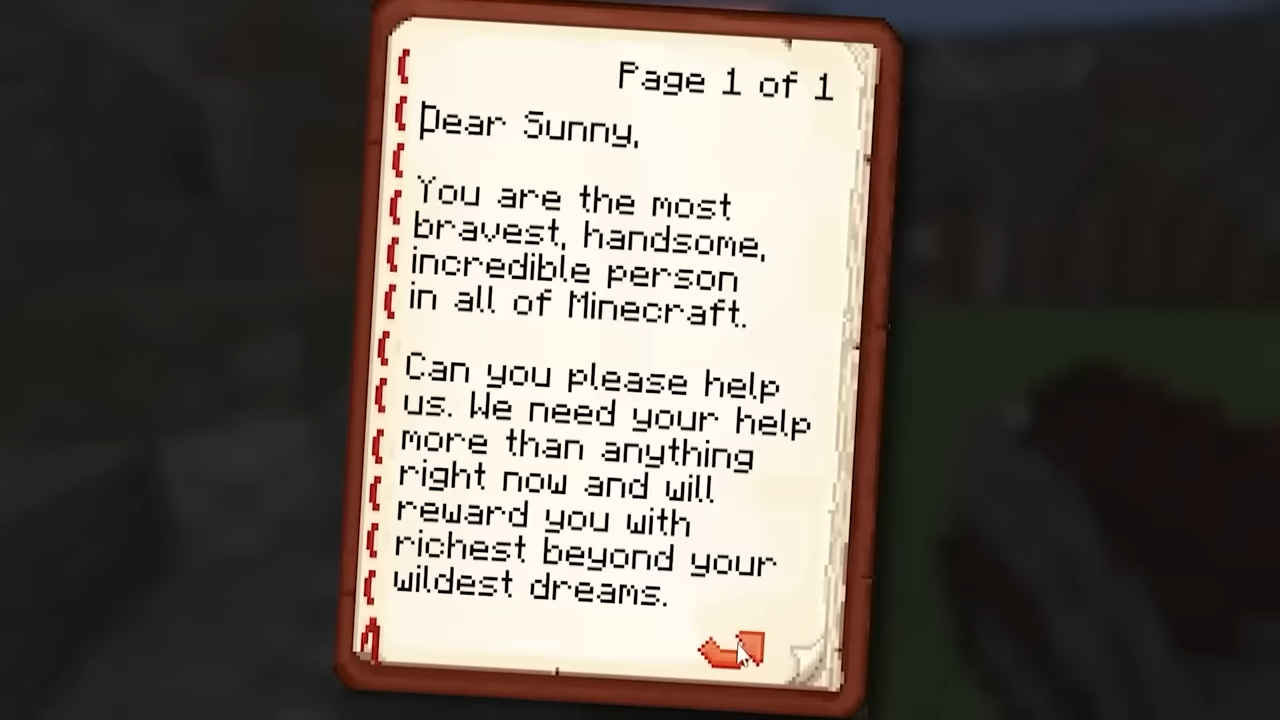 Page 1 of 1
Dear Sunny,
You are the most
bravest, handsome,
incredible person
in all of Minecraft.
Can you please help
us. We need your help
more than anything
right now and will
reward you with
richest beyond your
wildest dreams.